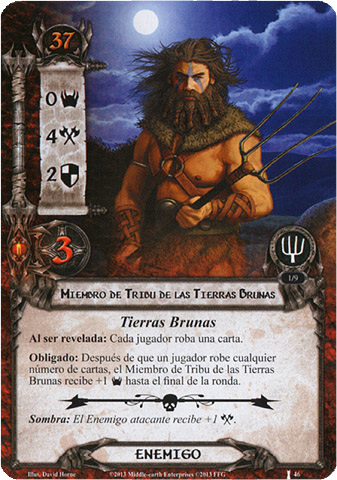 37
0
4
2
3
1/9
Miembro de Tribu de las Tierras Brunas
Tierras Brunas
Al ser revelada: Cada jugador roba una carta.
Obligado: Después de que un jugador robe cualquier
número de cartas, el Miembro de Tribu de las Tierras
Brunas recibe +1 hasta el final de la ronda.
Sombra: El Enemigo atacante recibe +1 .
ENEMIGO
Illus. David Horne
©2013 Middle-earth Enterprises ©2013 FFG
46